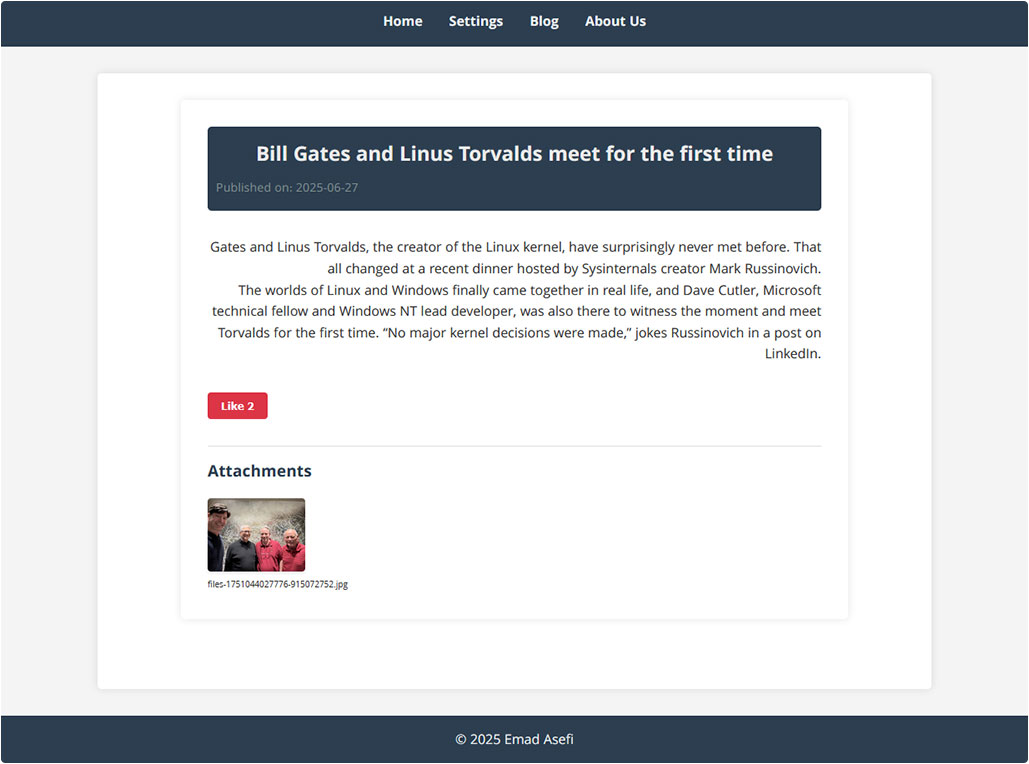 Home Settings Blog About Us
Bill Gates and Linus Torvalds meet for the first time
Published on: 2025-06-27
Gates and Linus Torvalds, the creator of the Linux kernel, have surprisingly never met before. That
all changed at a recent dinner hosted by Sysinternals creator Mark Russinovich.
The worlds of Linux and Windows finally came together in real life, and Dave Cutler, Microsoft
technical fellow and Windows NT lead developer, was also there to witness the moment and meet
Torvalds for the first time. “No major kernel decisions were made,” jokes Russinovich in a post on
LinkedIn.
Like 2
Attachments
files-1751044027776-915072752.jpg
© 2025 Emad Asefi